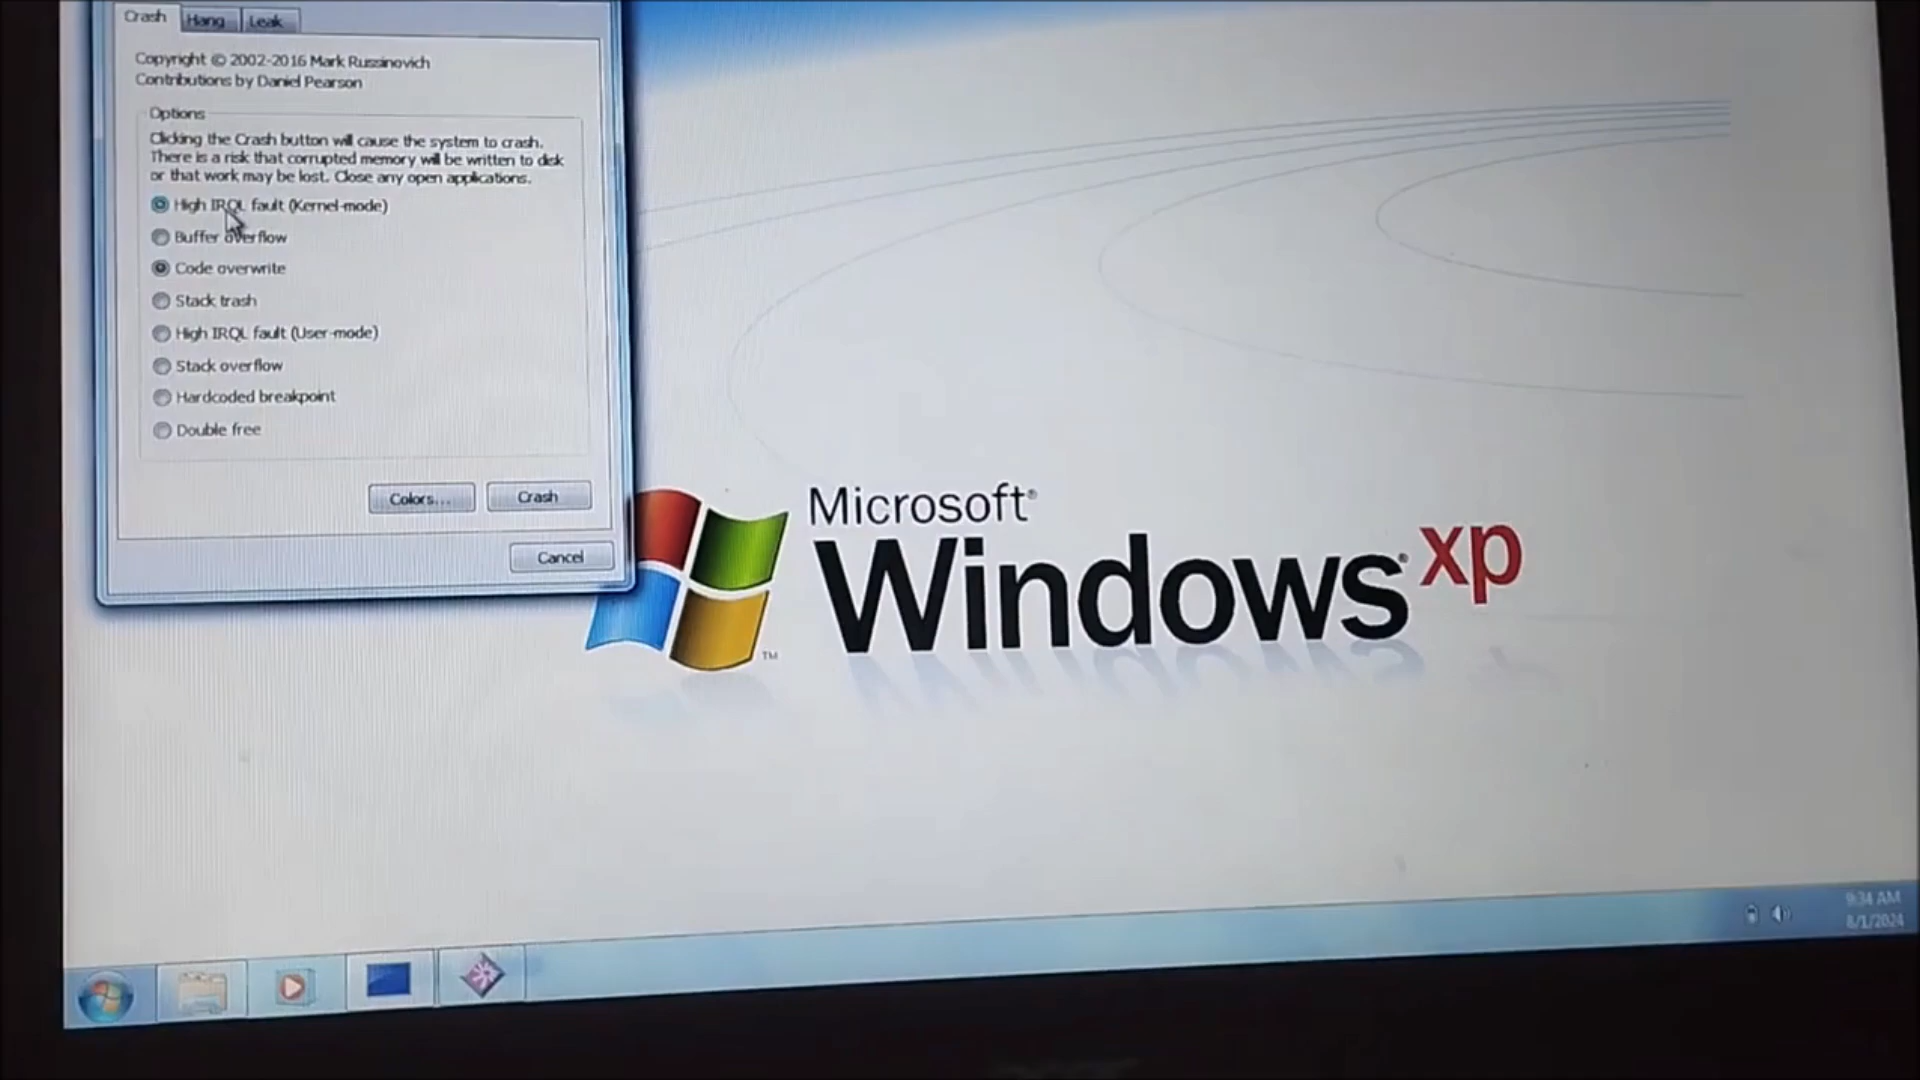 Crash Hang Leak
Copyright © 2002-2016 Mark Russinovich
Contributions by Daniel Pearson
Options
Clicking the Crash button will cause the system to crash.
There is a risk that corrupted memory will be written to disk
or that work may be lost. Close any open applications.
High IRQL fault (Kernel-mode)
Buffer overflow
Code overwrite
Stack trash
High IRQL fault (User-mode)
Stack overflow
Hardcoded breakpoint
Double free
Colors... Crash
Cancel
Microsoft®
Windows® xp
TM
9:34 AM
8/1/2024